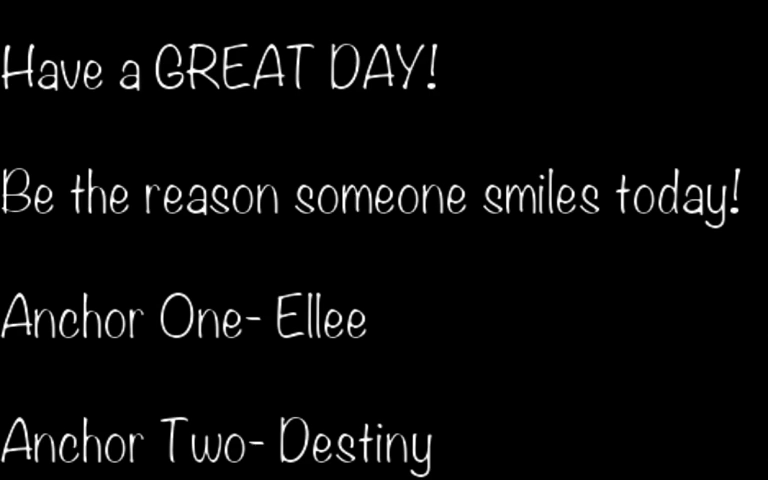 Have a GREAT DAY!
Be the reason someone smiles today!
Anchor One- Ellee
Anchor Two- Destiny